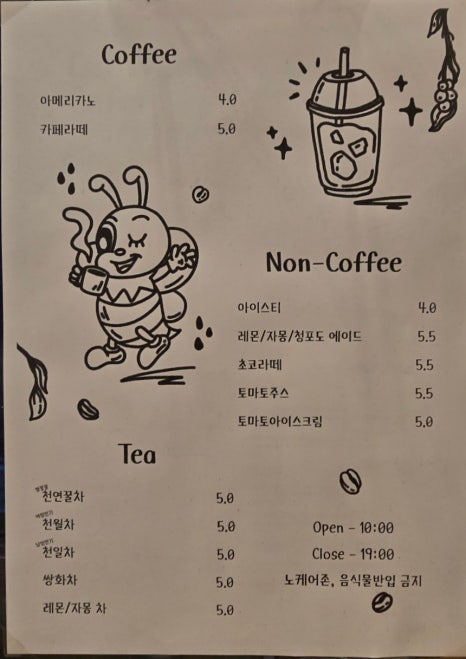 Coffee
아메리카노 4.0
카페라떼 5.0
Non-Coffee
아이스티 4.0
레몬/자몽/청포도 에이드 5.5
초코라떼 5.5
토마토주스 5.5
토마토아이스크림 5.0
Tea
천연꿀차 5.0
천월차 5.0
천일차 5.0
쌍화차 5.0
레몬/자몽 차 5.0
Open - 10:00
Close - 19:00
노케어존, 음식물반입 금지